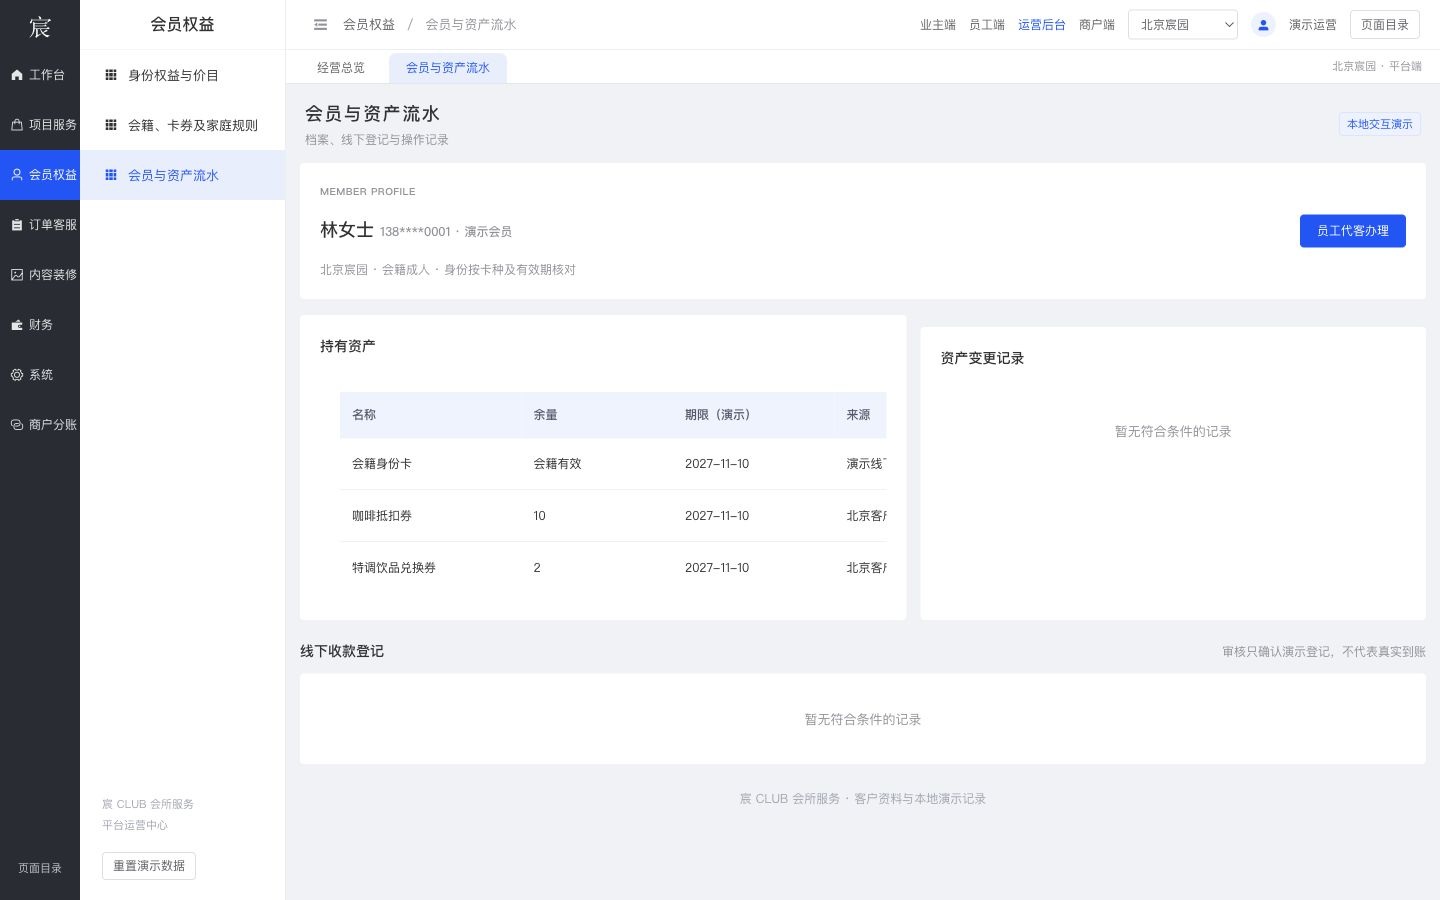 宸
工作台
项目服务
会员权益
订单客服
内容装修
财务
系统
商户分账
页面目录
会员权益
身份权益与价目
会籍、卡券及家庭规则
会员与资产流水
宸 CLUB 会所服务
平台运营中心
重置演示数据
会员权益 / 会员与资产流水
业主端 员工端 运营后台 商户端 北京宸园 演示运营 页面目录
经营总览 会员与资产流水 北京宸园 · 平台端
会员与资产流水
档案、线下登记与操作记录
本地交互演示
MEMBER PROFILE
林女士 138****0001 · 演示会员
北京宸园 · 会籍成人 · 身份按卡种及有效期核对
员工代客办理
持有资产
名称 余量 期限（演示） 来源
会籍身份卡 会籍有效 2027-11-10 演示线
咖啡抵扣券 10 2027-11-10 北京客
特调饮品兑换券 2 2027-11-10 北京客
资产变更记录
暂无符合条件的记录
线下收款登记 审核只确认演示登记，不代表真实到账
暂无符合条件的记录
宸 CLUB 会所服务 · 客户资料与本地演示记录